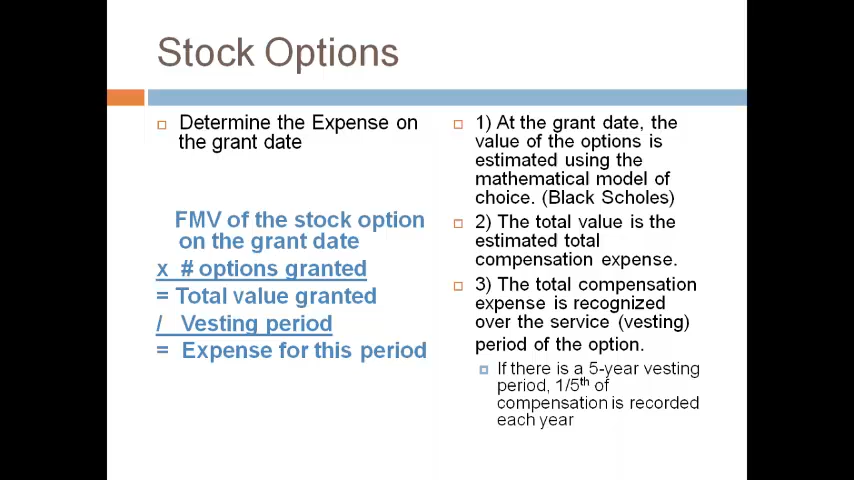 Stock Options
Determine the Expense on
the grant date
FMV of the stock option
on the grant date
x # options granted
= Total value granted
/ Vesting period
= Expense for this period
1) At the grant date, the
value of the options is
estimated using the
mathematical model of
choice. (Black Scholes)
2) The total value is the
estimated total
compensation expense.
3) The total compensation
expense is recognized
over the service (vesting)
period of the option.
If there is a 5-year vesting
period, 1/5th of
compensation is recorded
each year